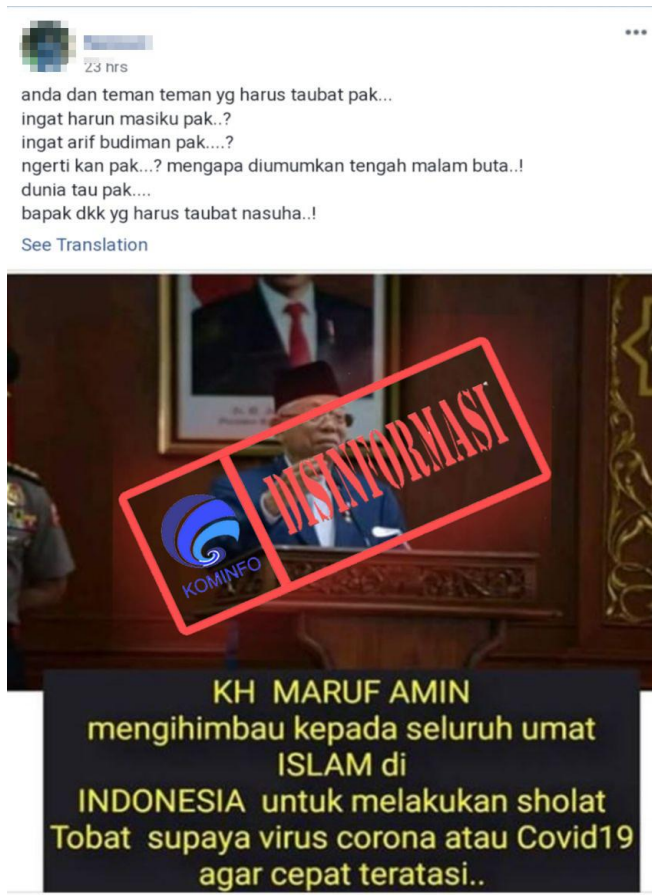 23 hrs
anda dan teman teman yg harus taubat pak...
ingat harun masiku pak..?
ingat arif budiman pak....?
ngerti kan pak...? mengapa diumumkan tengah malam buta..!
dunia tau pak....
bapak dkk yg harus taubat nasuha..!
See Translation
DISINFORMASI
KOMINFO
KH MARUF AMIN
mengihimbau kepada seluruh umat
ISLAM di
INDONESIA untuk melakukan sholat
Tobat supaya virus corona atau Covid19
agar cepat teratasi..